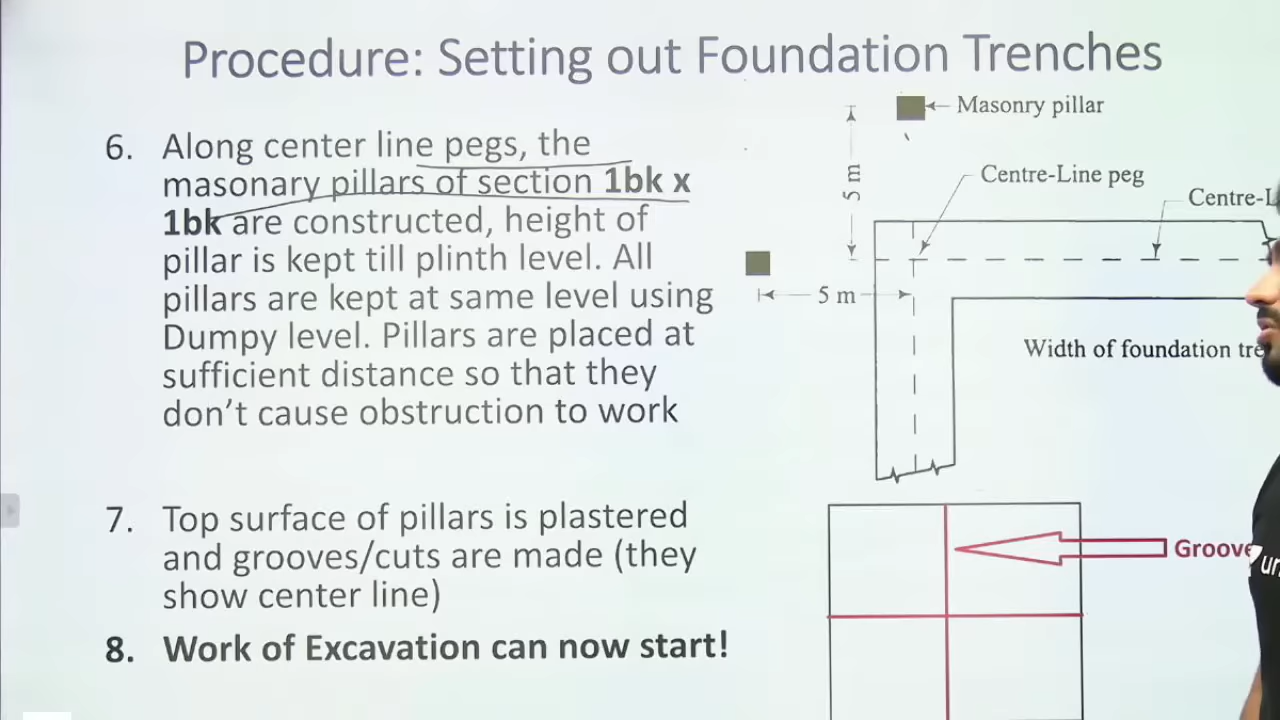 Procedure: Setting out Foundation Trenches
6. Along center line pegs, the
masonary pillars of section 1bk x
1bk are constructed, height of
pillar is kept till plinth level. All
pillars are kept at same level using
Dumpy level. Pillars are placed at
sufficient distance so that they
don't cause obstruction to work
7. Top surface of pillars is plastered
and grooves/cuts are made (they
show center line)
8. Work of Excavation can now start!
Masonry pillar
5 m
Centre-Line peg
Centre-L
5 m
Width of foundation tre
Groove
un